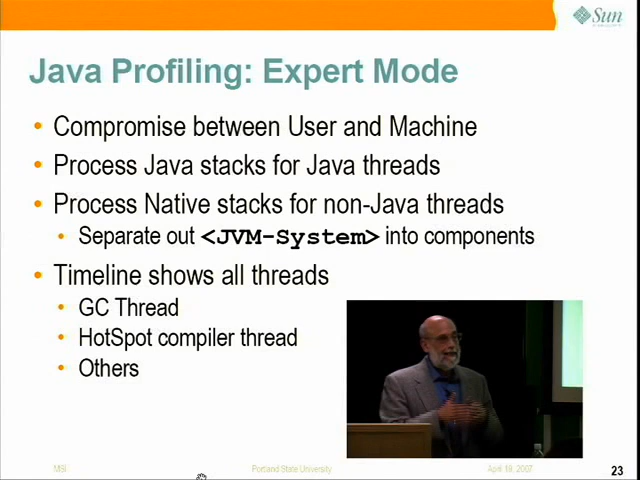 Sun
Java Profiling: Expert Mode
• Compromise between User and Machine
• Process Java stacks for Java threads
• Process Native stacks for non-Java threads
• Separate out <JVM-System> into components
• Timeline shows all threads
• GC Thread
• HotSpot compiler thread
• Others
MSI
Portland State University
April 19, 2007
23